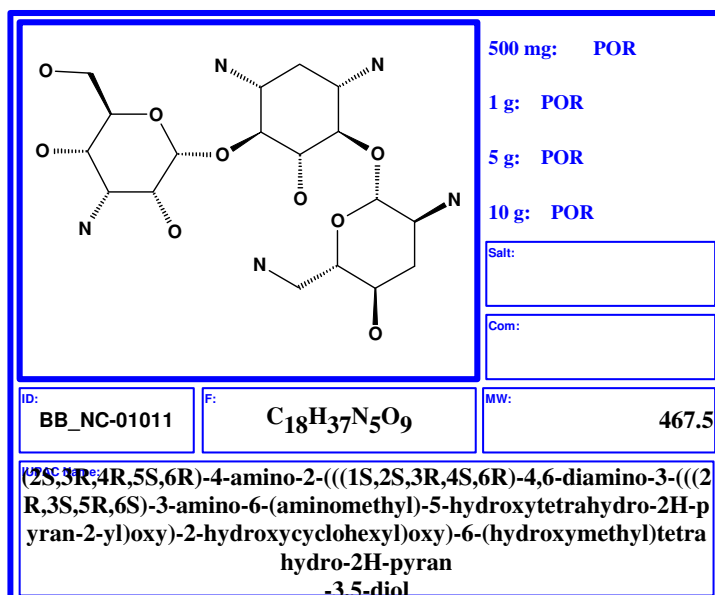 O
N
N
O
O
O
O
O
N
O
O
N
N
O
500 mg: POR
1 g: POR
5 g: POR
10 g: POR
Salt:
Com:
ID:
BB_NC-01011
F:
C18H37N5O9
MW:
467.5
IUPAC Name:
(2S,3R,4R,5S,6R)-4-amino-2-(((1S,2S,3R,4S,6R)-4,6-diamino-3-(((2
R,3S,5R,6S)-3-amino-6-(aminomethyl)-5-hydroxytetrahydro-2H-p
yran-2-yl)oxy)-2-hydroxycyclohexyl)oxy)-6-(hydroxymethyl)tetra
hydro-2H-pyran
-3,5-diol